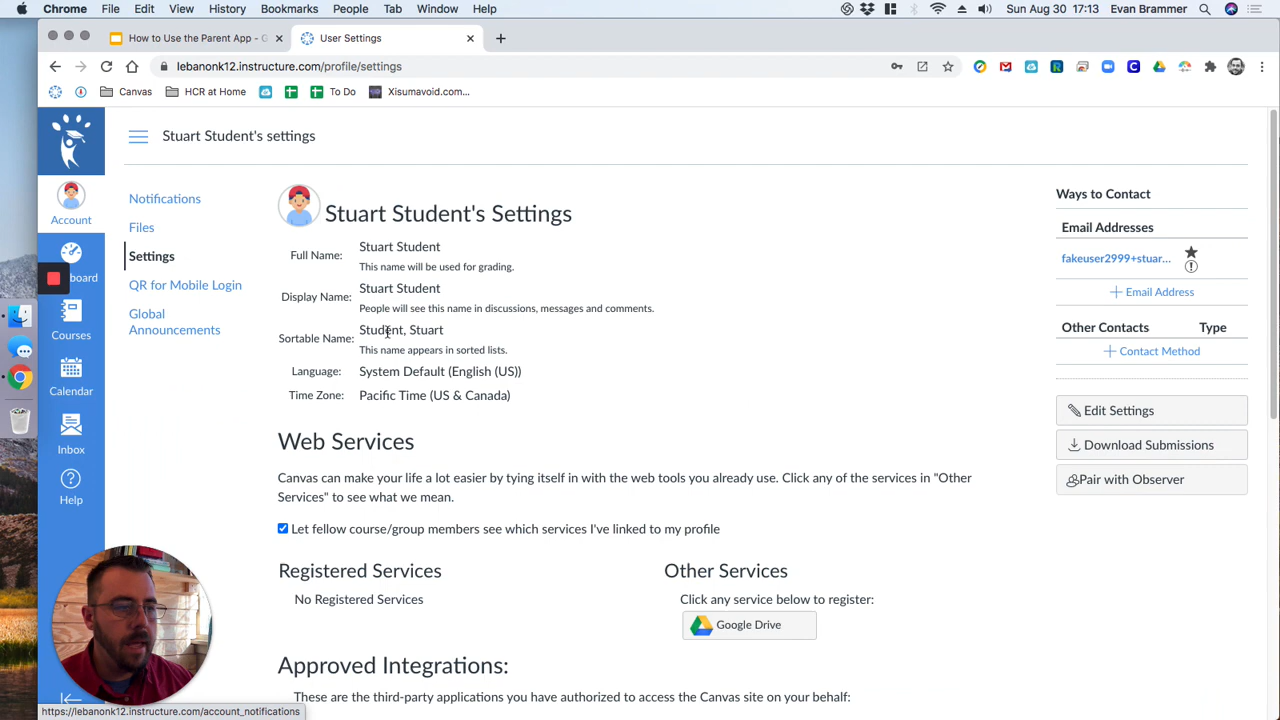 Chrome File Edit View History Bookmarks People Tab Window Help
Sun Aug 30 17:13 Evan Brammer
How to Use the Parent App - G
User Settings
lebanonk12.instructure.com/profile/settings
Canvas
HCR at Home
To Do
Xisumavoid.com...
Stuart Student's settings
Account
board
Courses
Calendar
Inbox
Help
Notifications
Files
Settings
QR for Mobile Login
Global
Announcements
Stuart Student's Settings
Full Name: Stuart Student
This name will be used for grading.
Display Name: Stuart Student
People will see this name in discussions, messages and comments.
Sortable Name: Student, Stuart
This name appears in sorted lists.
Language: System Default (English (US))
Time Zone: Pacific Time (US & Canada)
Web Services
Canvas can make your life a lot easier by tying itself in with the web tools you already use. Click any of the services in "Other
Services" to see what we mean.
Let fellow course/group members see which services I've linked to my profile
Registered Services
No Registered Services
Other Services
Click any service below to register:
Google Drive
Approved Integrations:
These are the third-party applications you have authorized to access the Canvas site on your behalf:
Ways to Contact
Email Addresses
fakeuser2999+stuar...
Email Address
Other Contacts Type
Contact Method
Edit Settings
Download Submissions
Pair with Observer
https://lebanonk12.instructure.com/account_notifications